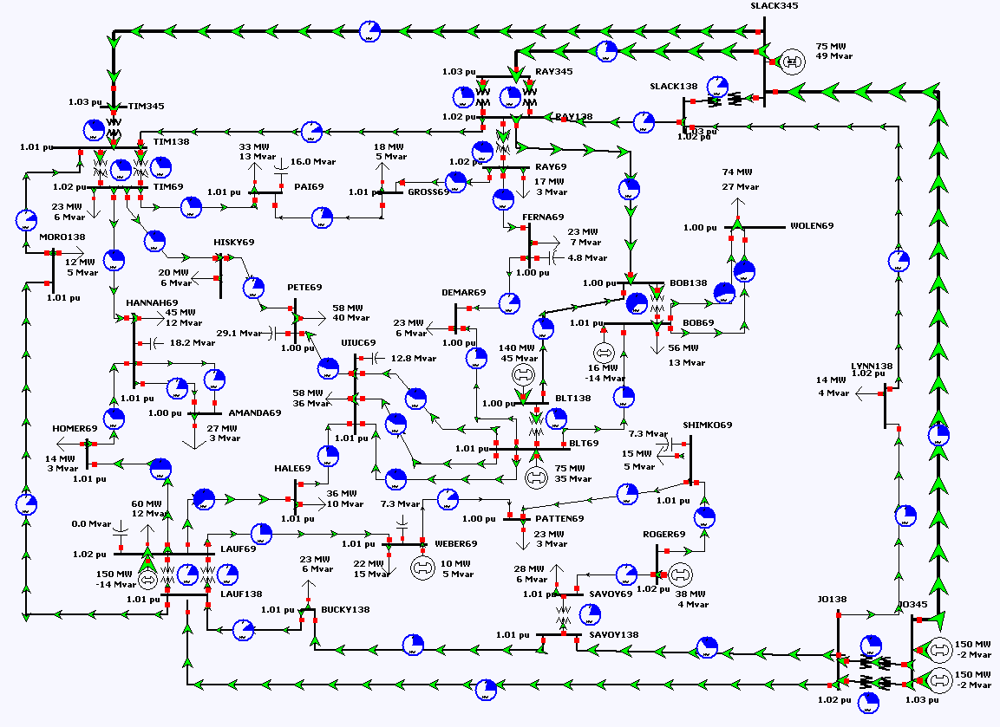 SLACK345
75 MW
49 Mvar
1.03 pu
RAY345
SLACK138
1.03 pu
TIM345
1.02 pu
RAY138
1.03 pu
1.02 pu
TIM138
1.01 pu
33 MW
13 Mvar
16.0 Mvar
18 MW
5 Mvar
1.02 pu
RAY69
74 MW
27 Mvar
1.02 pu
TIM69
1.01 pu
PAI69
1.01 pu
GROSS69
17 MW
3 Mvar
23 MW
6 Mvar
FERNA69
1.00 pu
WOLEN69
MORO138
12 MW
5 Mvar
HISKY69
23 MW
7 Mvar
4.8 Mvar
1.00 pu
20 MW
6 Mvar
PETE69
1.00 pu
BOB138
1.01 pu
DEMAR69
HANNAH69
45 MW
12 Mvar
58 MW
40 Mvar
23 MW
6 Mvar
1.01 pu
BOB69
29.1 Mvar
18.2 Mvar
1.00 pu
UIUC69
1.00 pu
140 MW
45 Mvar
56 MW
13 Mvar
12.8 Mvar
16 MW
-14 Mvar
LYNN138
1.02 pu
14 MW
4 Mvar
58 MW
36 Mvar
1.01 pu
BLT138
1.00 pu
1.00 pu
AMANDA69
HOMER69
27 MW
3 Mvar
1.01 pu
SHIMKO69
7.3 Mvar
1.01 pu
BLT69
14 MW
3 Mvar
15 MW
5 Mvar
1.01 pu
HALE69
75 MW
35 Mvar
36 MW
10 Mvar
7.3 Mvar
1.01 pu
60 MW
12 Mvar
1.01 pu
1.00 pu
PATTEN69
0.0 Mvar
23 MW
3 Mvar
ROGER69
1.01 pu
WEBER69
1.02 pu
LAUF69
22 MW
15 Mvar
10 MW
5 Mvar
23 MW
6 Mvar
28 MW
6 Mvar
150 MW
-14 Mvar
1.02 pu
38 MW
4 Mvar
1.01 pu
LAUF138
1.01 pu
SAVOY69
1.01 pu
BUCKY138
JO138
JO345
1.01 pu
SAVOY138
150 MW
-2 Mvar
150 MW
-2 Mvar
1.02 pu
1.03 pu